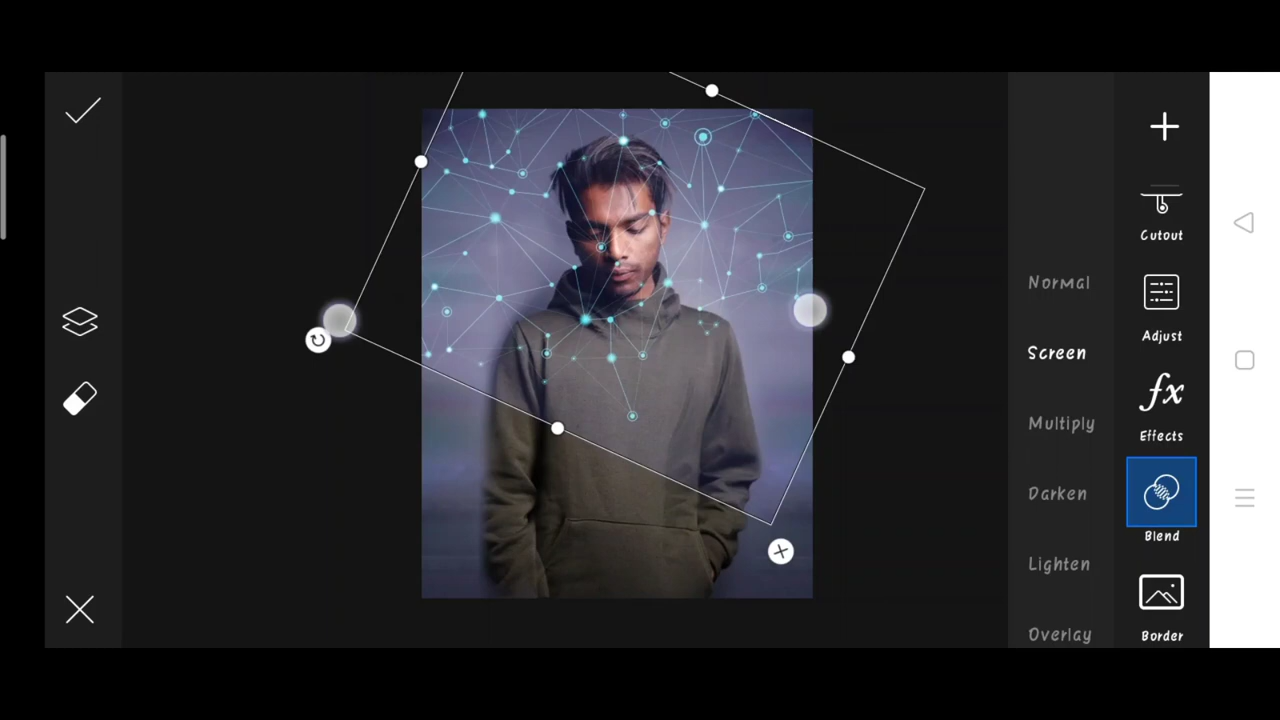 Normal
Screen
Multiply
Darken
Lighten
Overlay
Cutout
Adjust
fx
Effects
Blend
Border